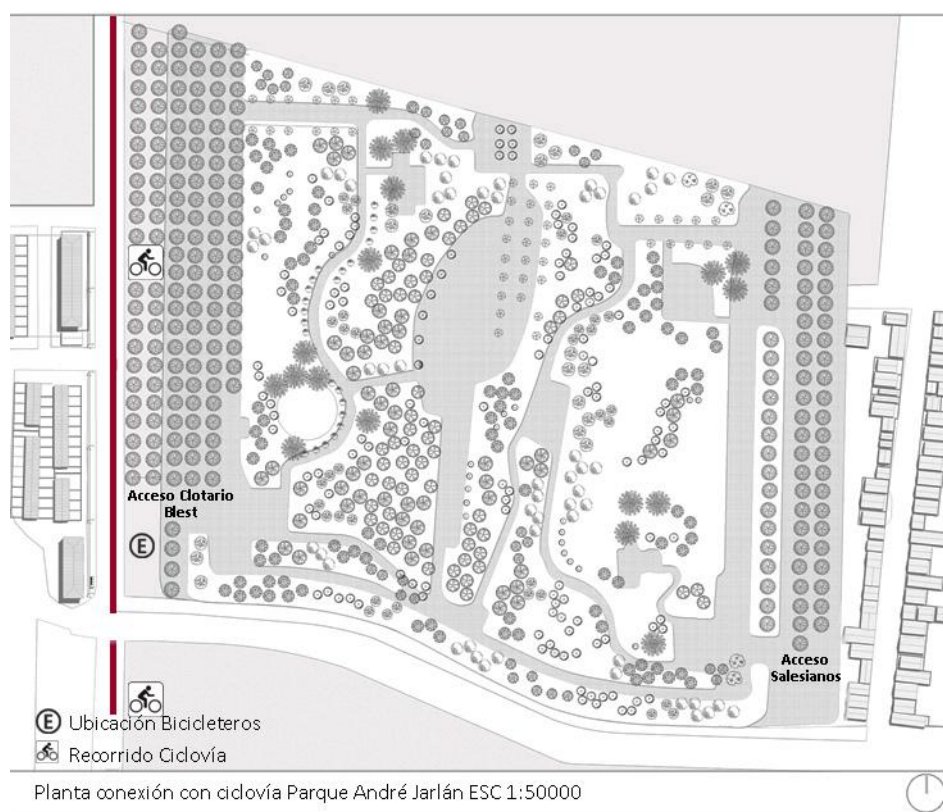 Acceso Clotario
Blest
E
Acceso
Salesianos
E Ubicación Bicicleteros
Recorrido Ciclovía
Planta conexión con ciclovía Parque André Jarlán ESC 1:50000